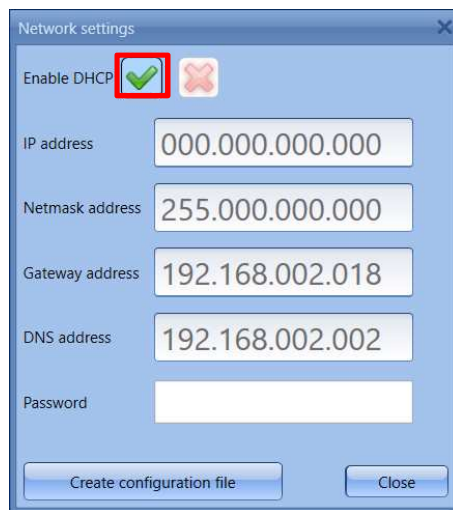 Network settings
Enable DHCP
IP address 000.000.000.000
Netmask address 255.000.000.000
Gateway address 192.168.002.018
DNS address 192.168.002.002
Password
Create configuration file Close